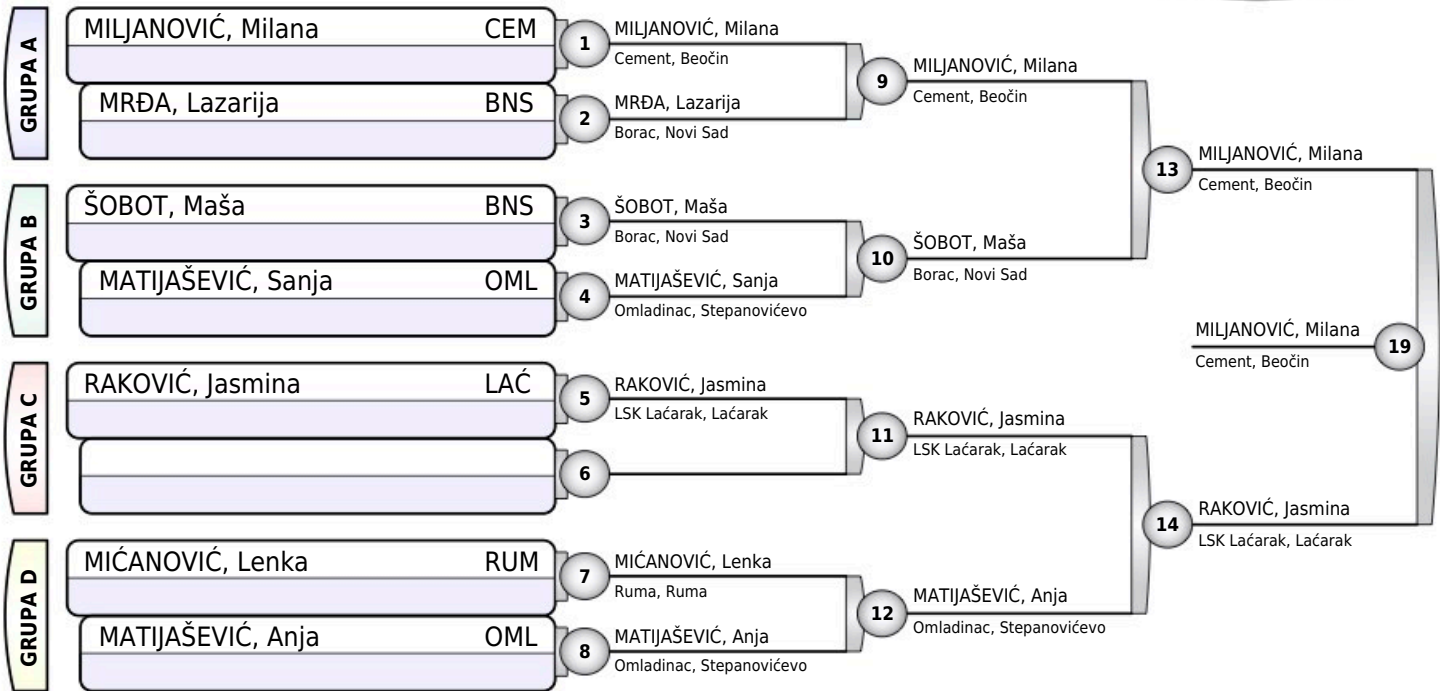 GRUPA A
MILJANOVIĆ, Milana CEM
MRĐA, Lazarija BNS
GRUPA B
ŠOBOT, Maša BNS
MATIJAŠEVIĆ, Sanja OML
GRUPA C
RAKOVIĆ, Jasmina LAĆ
GRUPA D
MIĆANOVIĆ, Lenka RUM
MATIJAŠEVIĆ, Anja OML
1
MILJANOVIĆ, Milana
Cement, Beočin
2
MRĐA, Lazarija
Borac, Novi Sad
3
ŠOBOT, Maša
Borac, Novi Sad
4
MATIJAŠEVIĆ, Sanja
Omladinac, Stepanovićevo
5
RAKOVIĆ, Jasmina
LSK Laćarak, Laćarak
6
7
MIĆANOVIĆ, Lenka
Ruma, Ruma
8
MATIJAŠEVIĆ, Anja
Omladinac, Stepanovićevo
9
MILJANOVIĆ, Milana
Cement, Beočin
10
ŠOBOT, Maša
Borac, Novi Sad
11
RAKOVIĆ, Jasmina
LSK Laćarak, Laćarak
12
MATIJAŠEVIĆ, Anja
Omladinac, Stepanovićevo
13
MILJANOVIĆ, Milana
Cement, Beočin
14
RAKOVIĆ, Jasmina
LSK Laćarak, Laćarak
MILJANOVIĆ, Milana
Cement, Beočin
19